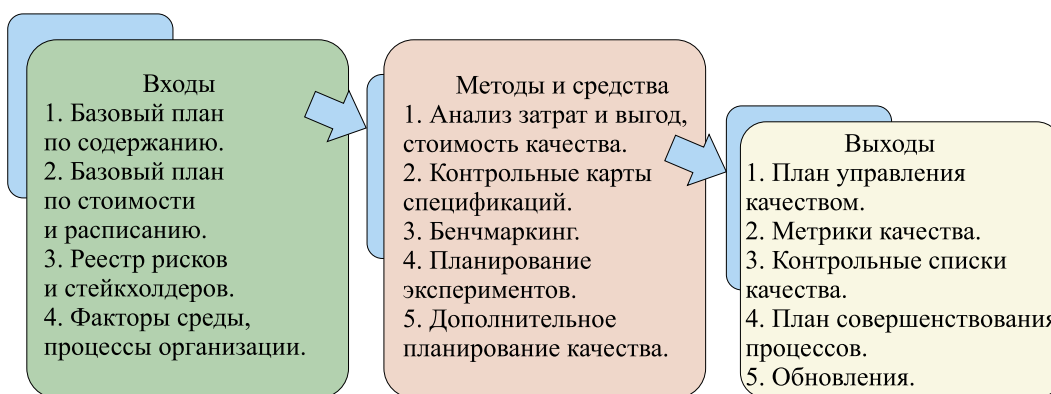 Входы
1. Базовый план
по содержанию.
2. Базовый план
по стоимости
и расписанию.
3. Реестр рисков
и стейкхолдеров.
4. Факторы среды,
процессы организации.
Методы и средства
1. Анализ затрат и выгод,
стоимость качества.
2. Контрольные карты
спецификаций.
3. Бенчмаркинг.
4. Планирование
экспериментов.
5. Дополнительное
планирование качества.
Выходы
1. План управления
качеством.
2. Метрики качества.
3. Контрольные списки
качества.
4. План совершенствования
процессов.
5. Обновления.